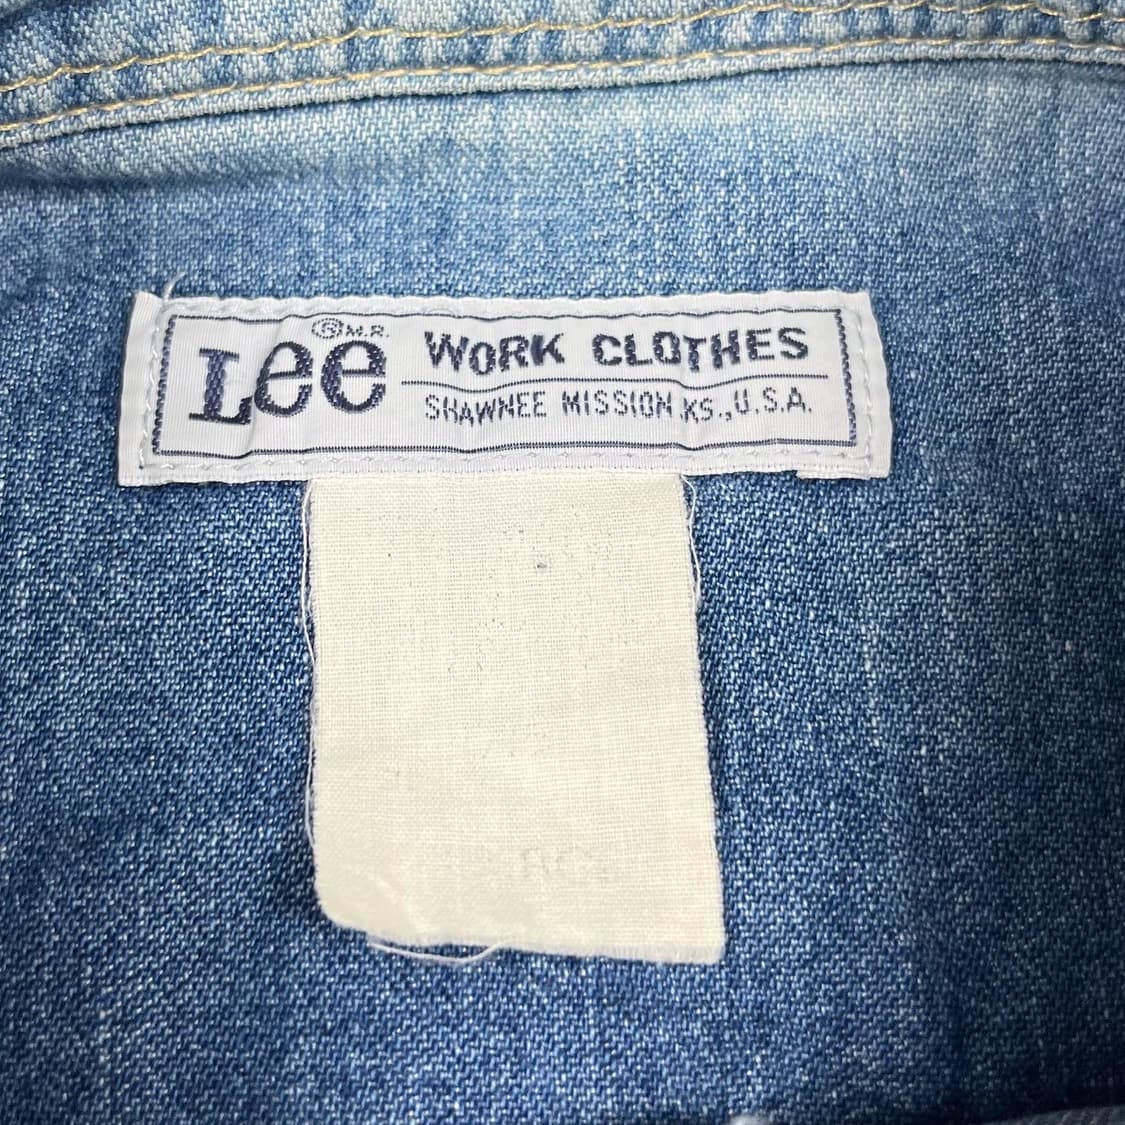 Lee ® M.R.
WORK CLOTHES
SHAWNEE MISSION KS., U.S.A.